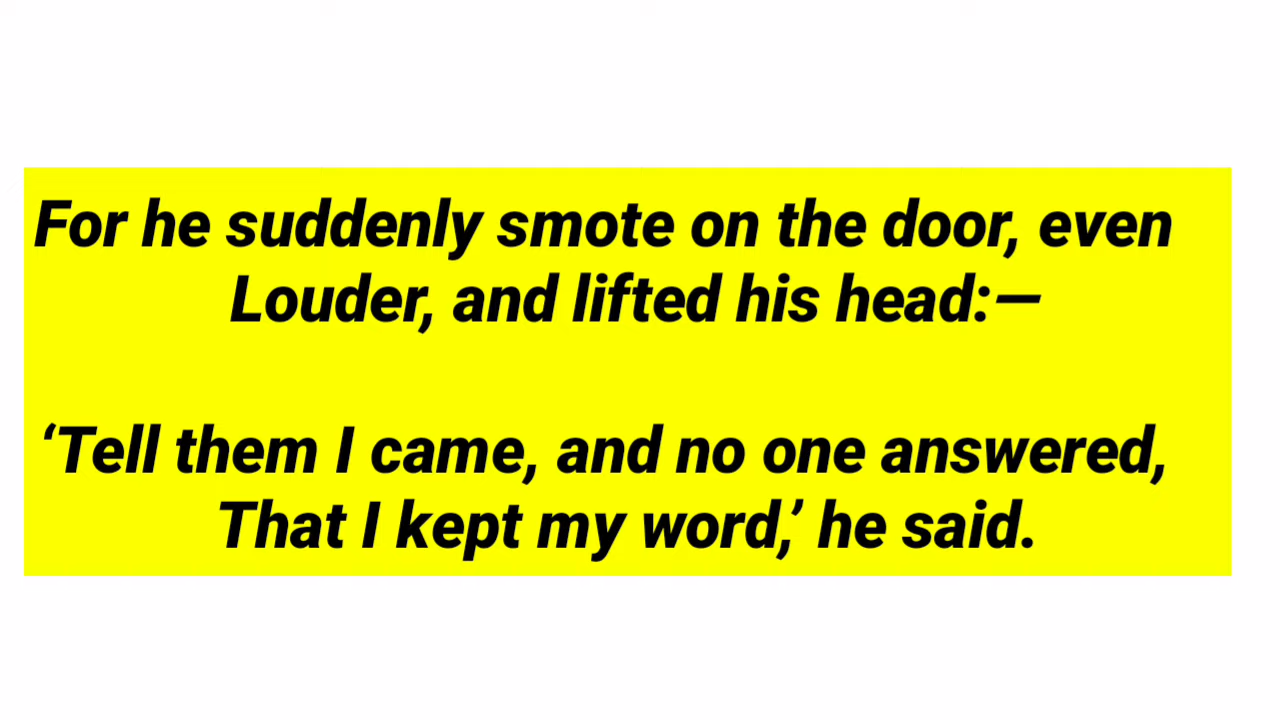 For he suddenly smote on the door, even
Louder, and lifted his head:—
‘Tell them I came, and no one answered,
That I kept my word,’ he said.